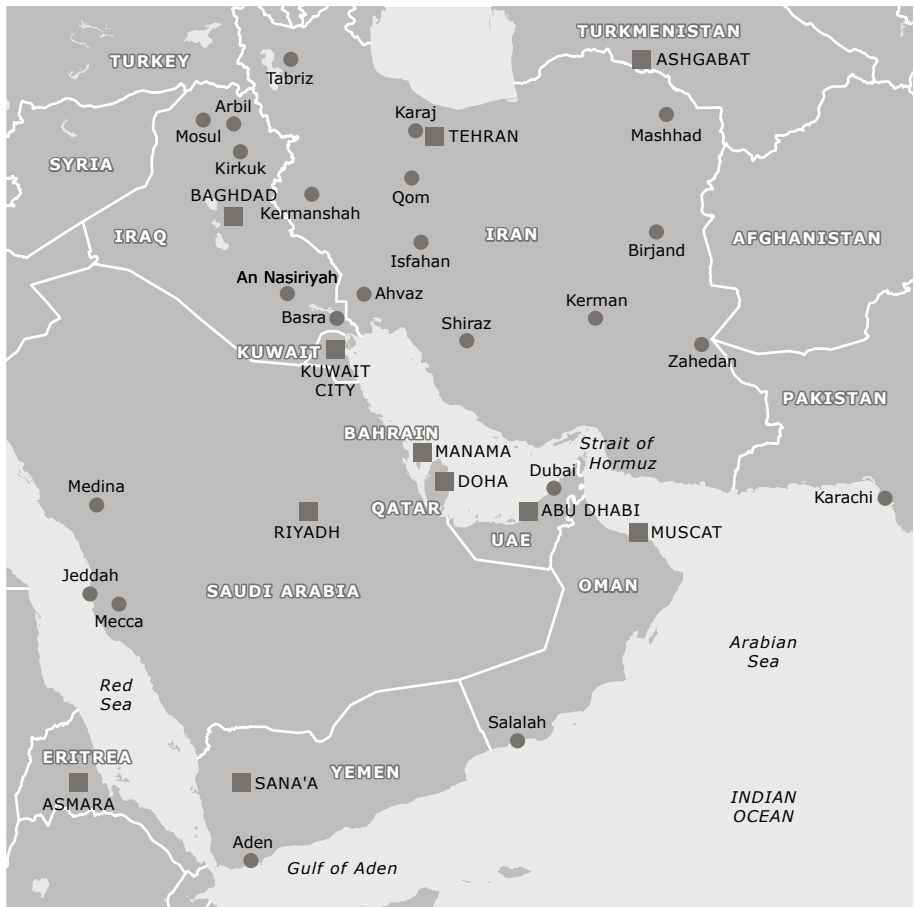 TURKMENISTAN
TURKEY
ASHGABAT
Tabriz
Arbil
Karaj
Mosul
TEHRAN
Mashhad
SYRIA
Kirkuk
BAGHDAD
Qom
Kermanshah
IRAQ
IRAN
Birjand
AFGHANISTAN
Isfahan
An Nasiriyah
Ahvaz
Kerman
Basra
Shiraz
KUWAIT
Zahedan
KUWAIT
CITY
PAKISTAN
BAHRAIN
Strait of
Hormuz
MANAMA
Dubai
Medina
DOHA
Karachi
QATAR
ABU DHABI
RIYADH
UAE
MUSCAT
Jeddah
SAUDI ARABIA
OMAN
Mecca
Arabian
Sea
Red
Sea
Salalah
ERITREA
YEMEN
SANA'A
ASMARA
INDIAN
OCEAN
Aden
Gulf of Aden